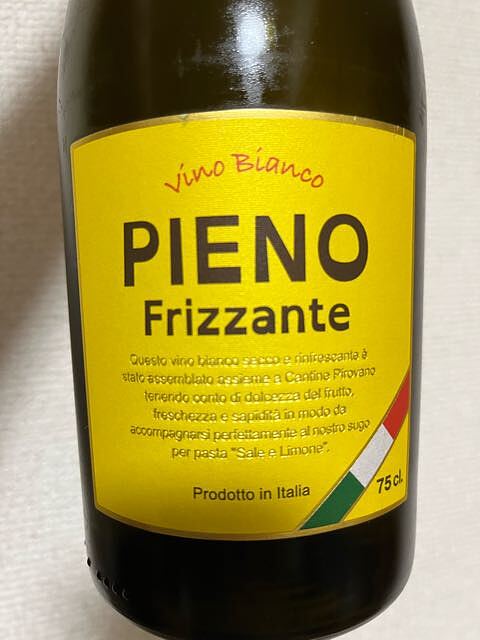 Vino Bianco
PIENO
Frizzante
Questo vino bianco secco e rinfrescante è
stato assemblato assieme a Cantine Pirovano
tenendo conto di dolcezza del frutto,
freschezza e sapidità in modo da
accompagnarsi perfettamente al nostro sugo
per pasta "Sale e Limone".
Prodotto in Italia
75 cl.